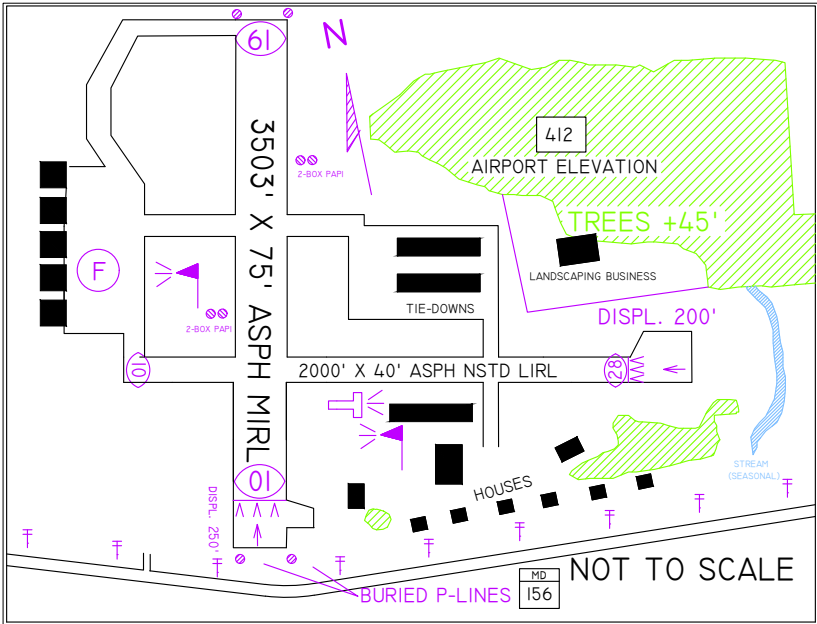 19
N
412
AIRPORT ELEVATION
2-BOX PAPI
3503' X 75' ASPH MIRL
TREES +45'
LANDSCAPING BUSINESS
F
TIE-DOWNS
2-BOX PAPI
DISPL. 200'
10
2000' X 40' ASPH NSTD LIRL
28
01
HOUSES
STREAM
(SEASONAL)
DISPL. 250'
BURIED P-LINES
MD
156
NOT TO SCALE